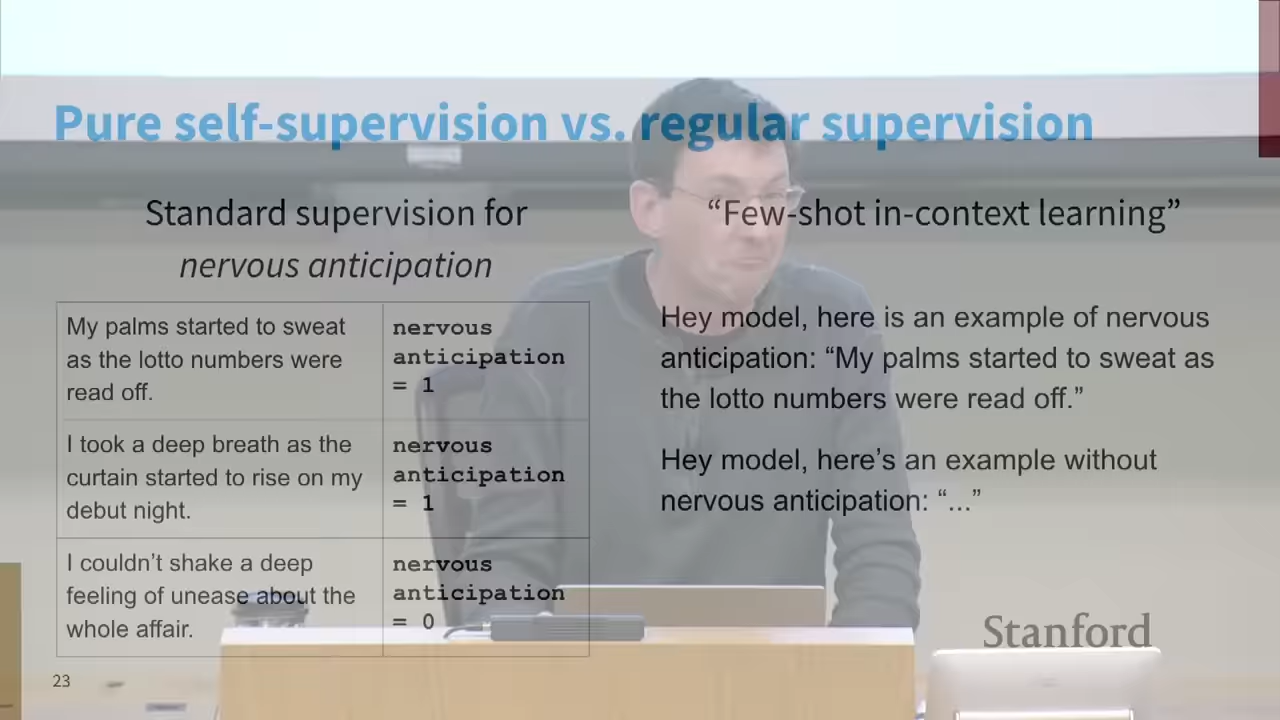 Pure self-supervision vs. regular supervision
Standard supervision for
nervous anticipation
My palms started to sweat
as the lotto numbers were
read off.
nervous
anticipation
= 1
I took a deep breath as the
curtain started to rise on my
debut night.
nervous
anticipation
= 1
I couldn’t shake a deep
feeling of unease about the
whole affair.
nervous
anticipation
= 0
“Few-shot in-context learning”
Hey model, here is an example of nervous
anticipation: “My palms started to sweat as
the lotto numbers were read off.”
Hey model, here’s an example without
nervous anticipation: “...”
Stanford
23